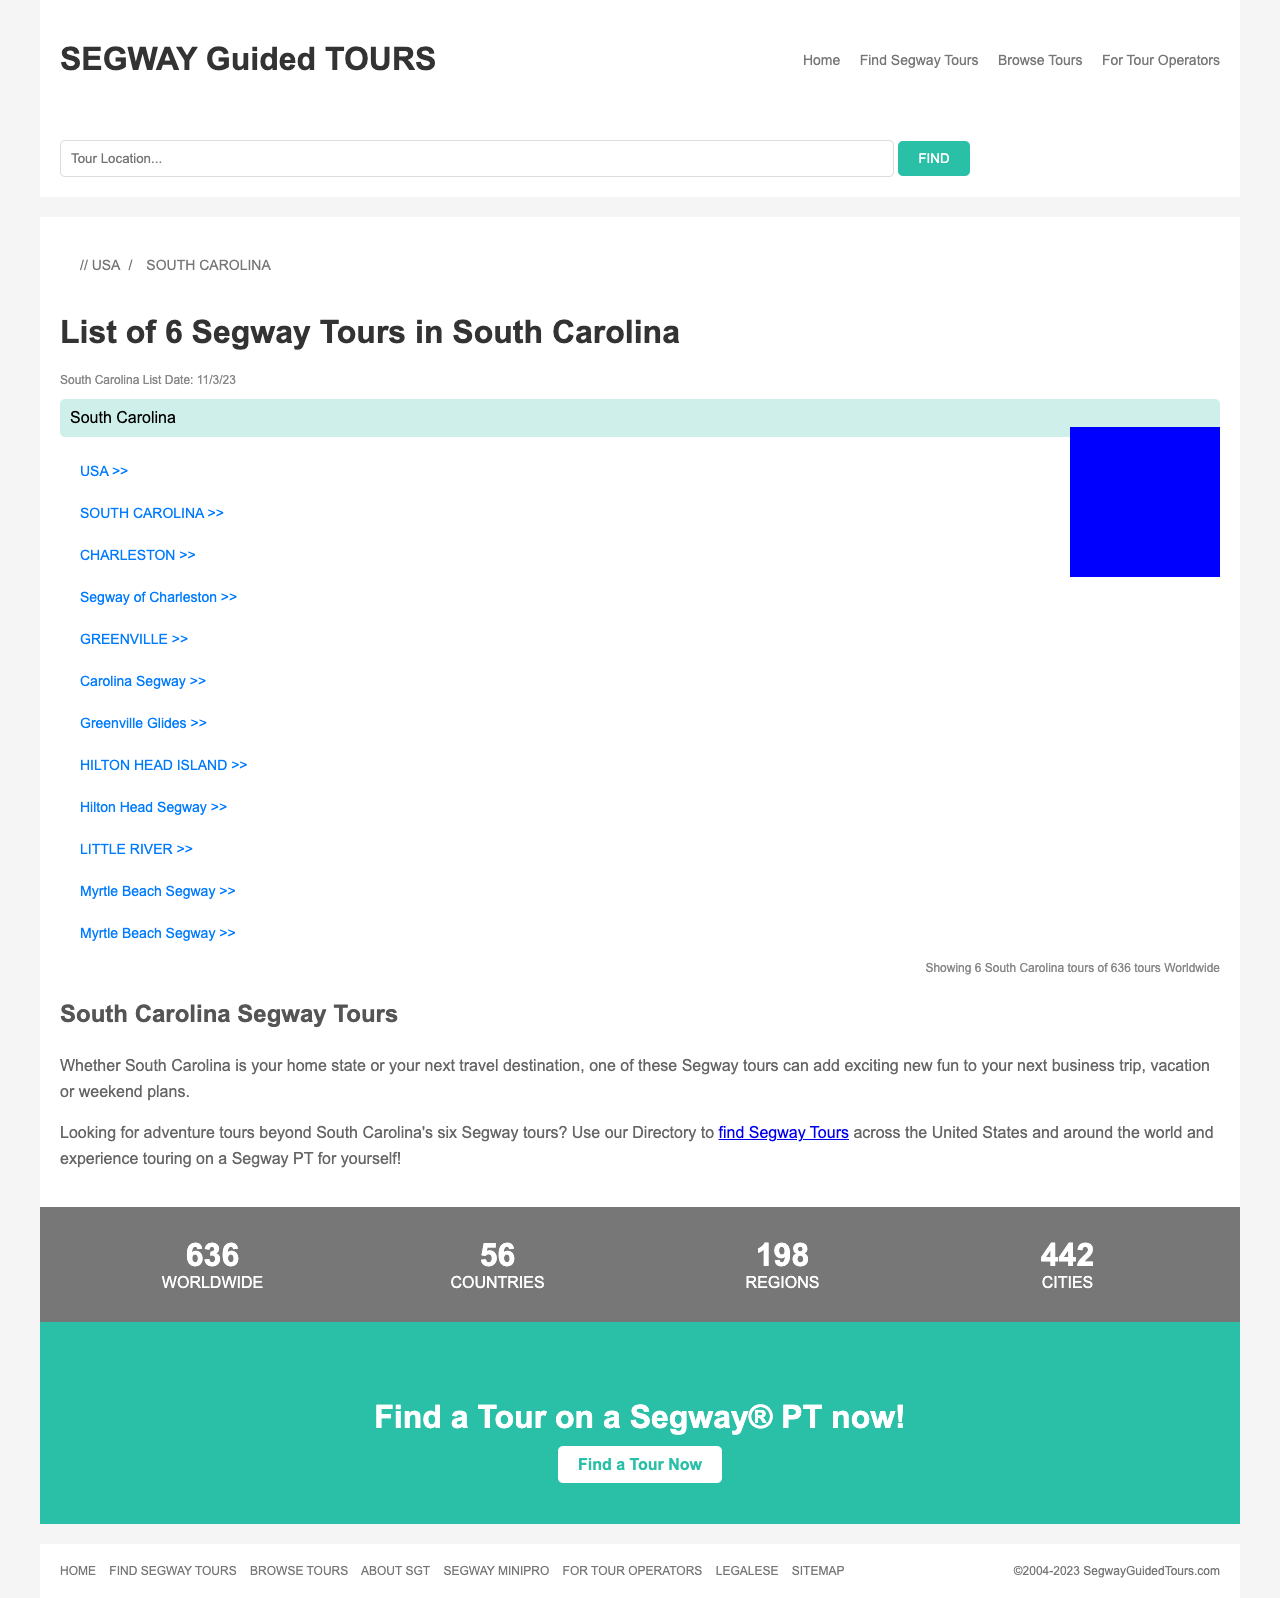 SEGWAY Guided TOURS
Home Find Segway Tours Browse Tours For Tour Operators
Tour Location... FIND
// USA / SOUTH CAROLINA
List of 6 Segway Tours in South Carolina
South Carolina List Date: 11/3/23
South Carolina
USA >>
SOUTH CAROLINA >>
CHARLESTON >>
Segway of Charleston >>
GREENVILLE >>
Carolina Segway >>
Greenville Glides >>
HILTON HEAD ISLAND >>
Hilton Head Segway >>
LITTLE RIVER >>
Myrtle Beach Segway >>
Myrtle Beach Segway >>
Showing 6 South Carolina tours of 636 tours Worldwide
South Carolina Segway Tours
Whether South Carolina is your home state or your next travel destination, one of these Segway tours can add exciting new fun to your next business trip, vacation
or weekend plans.
Looking for adventure tours beyond South Carolina's six Segway tours? Use our Directory to find Segway Tours across the United States and around the world and
experience touring on a Segway PT for yourself!
636 56 198 442
WORLDWIDE COUNTRIES REGIONS CITIES
Find a Tour on a Segway® PT now!
Find a Tour Now
HOME FIND SEGWAY TOURS BROWSE TOURS ABOUT SGT SEGWAY MINIPRO FOR TOUR OPERATORS LEGALESE SITEMAP ©2004-2023 SegwayGuidedTours.com